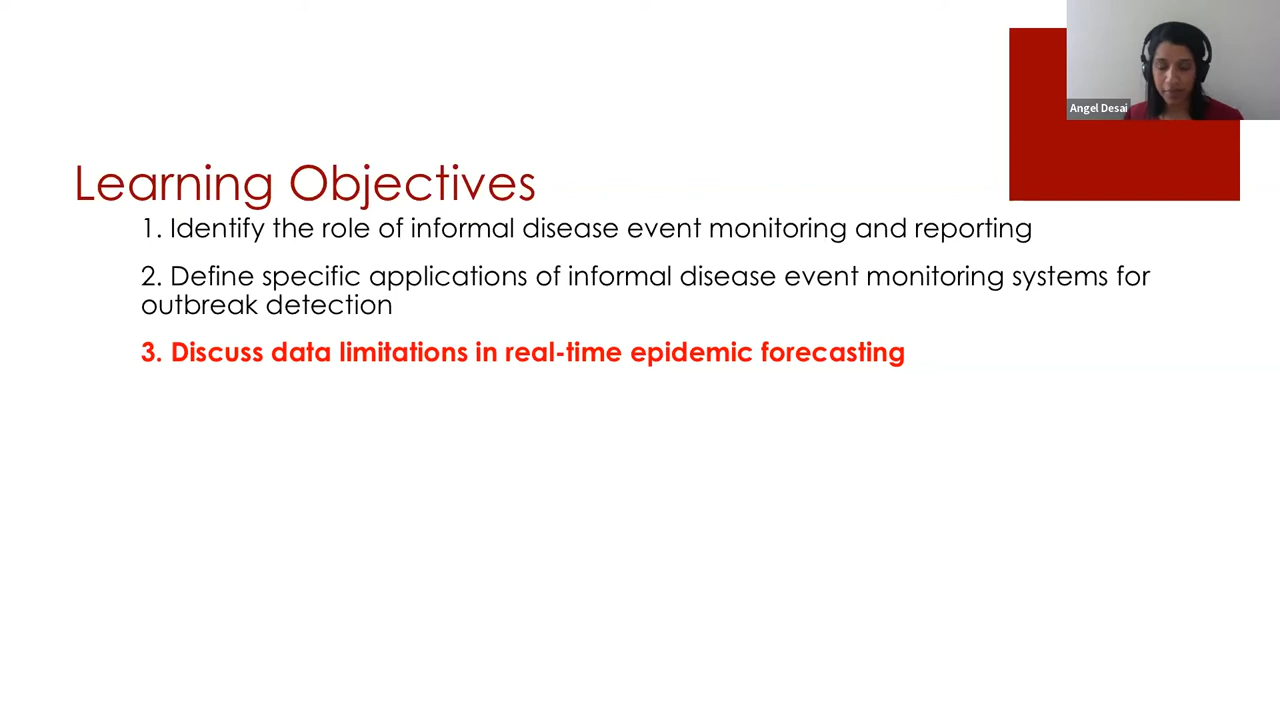 Angel Desai
Learning Objectives
1. Identify the role of informal disease event monitoring and reporting
2. Define specific applications of informal disease event monitoring systems for
outbreak detection
3. Discuss data limitations in real-time epidemic forecasting